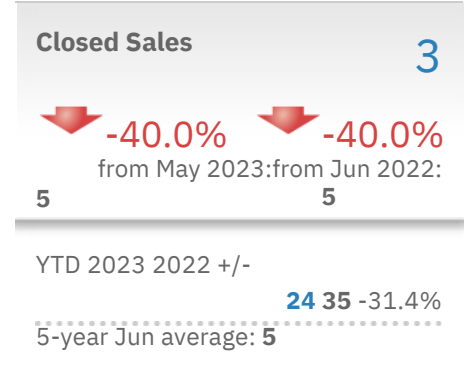 Closed Sales
3
-40.0% -40.0%
from May 2023:from Jun 2022:
5 5
YTD 2023 2022 +/-
24 35 -31.4%
5-year Jun average: 5